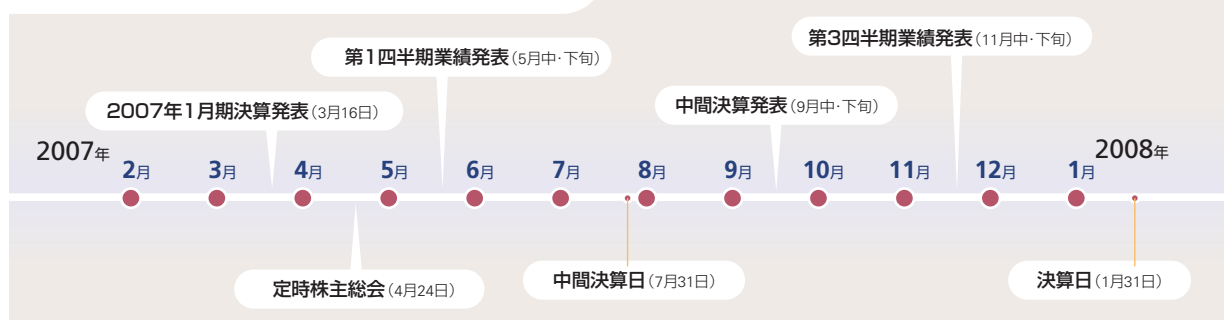 第3四半期業績発表（11月中・下旬）
第1四半期業績発表（5月中・下旬）
2007年1月期決算発表（3月16日）
中間決算発表（9月中・下旬）
2007年 2月 3月 4月 5月 6月 7月 8月 9月 10月 11月 12月 1月 2008年
定時株主総会（4月24日）
中間決算日（7月31日）
決算日（1月31日）